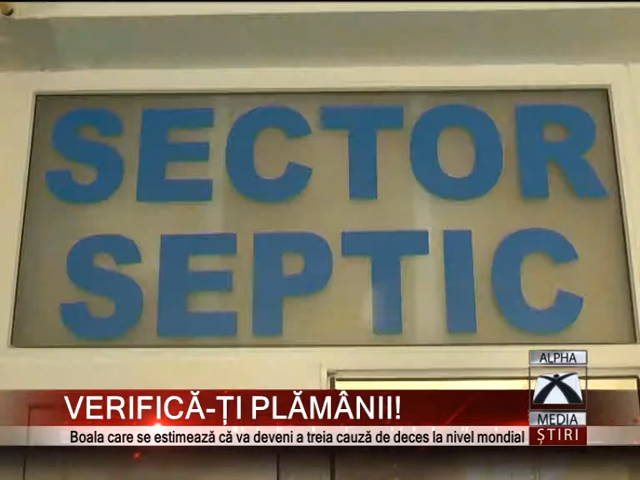 SECTOR
SEPTIC
VERIFICĂ-ȚI PLĂMÂNII!
Boala care se estimează că va deveni a treia cauză de deces la nivel mondial
ALPHA
MEDIA
ȘTIRI